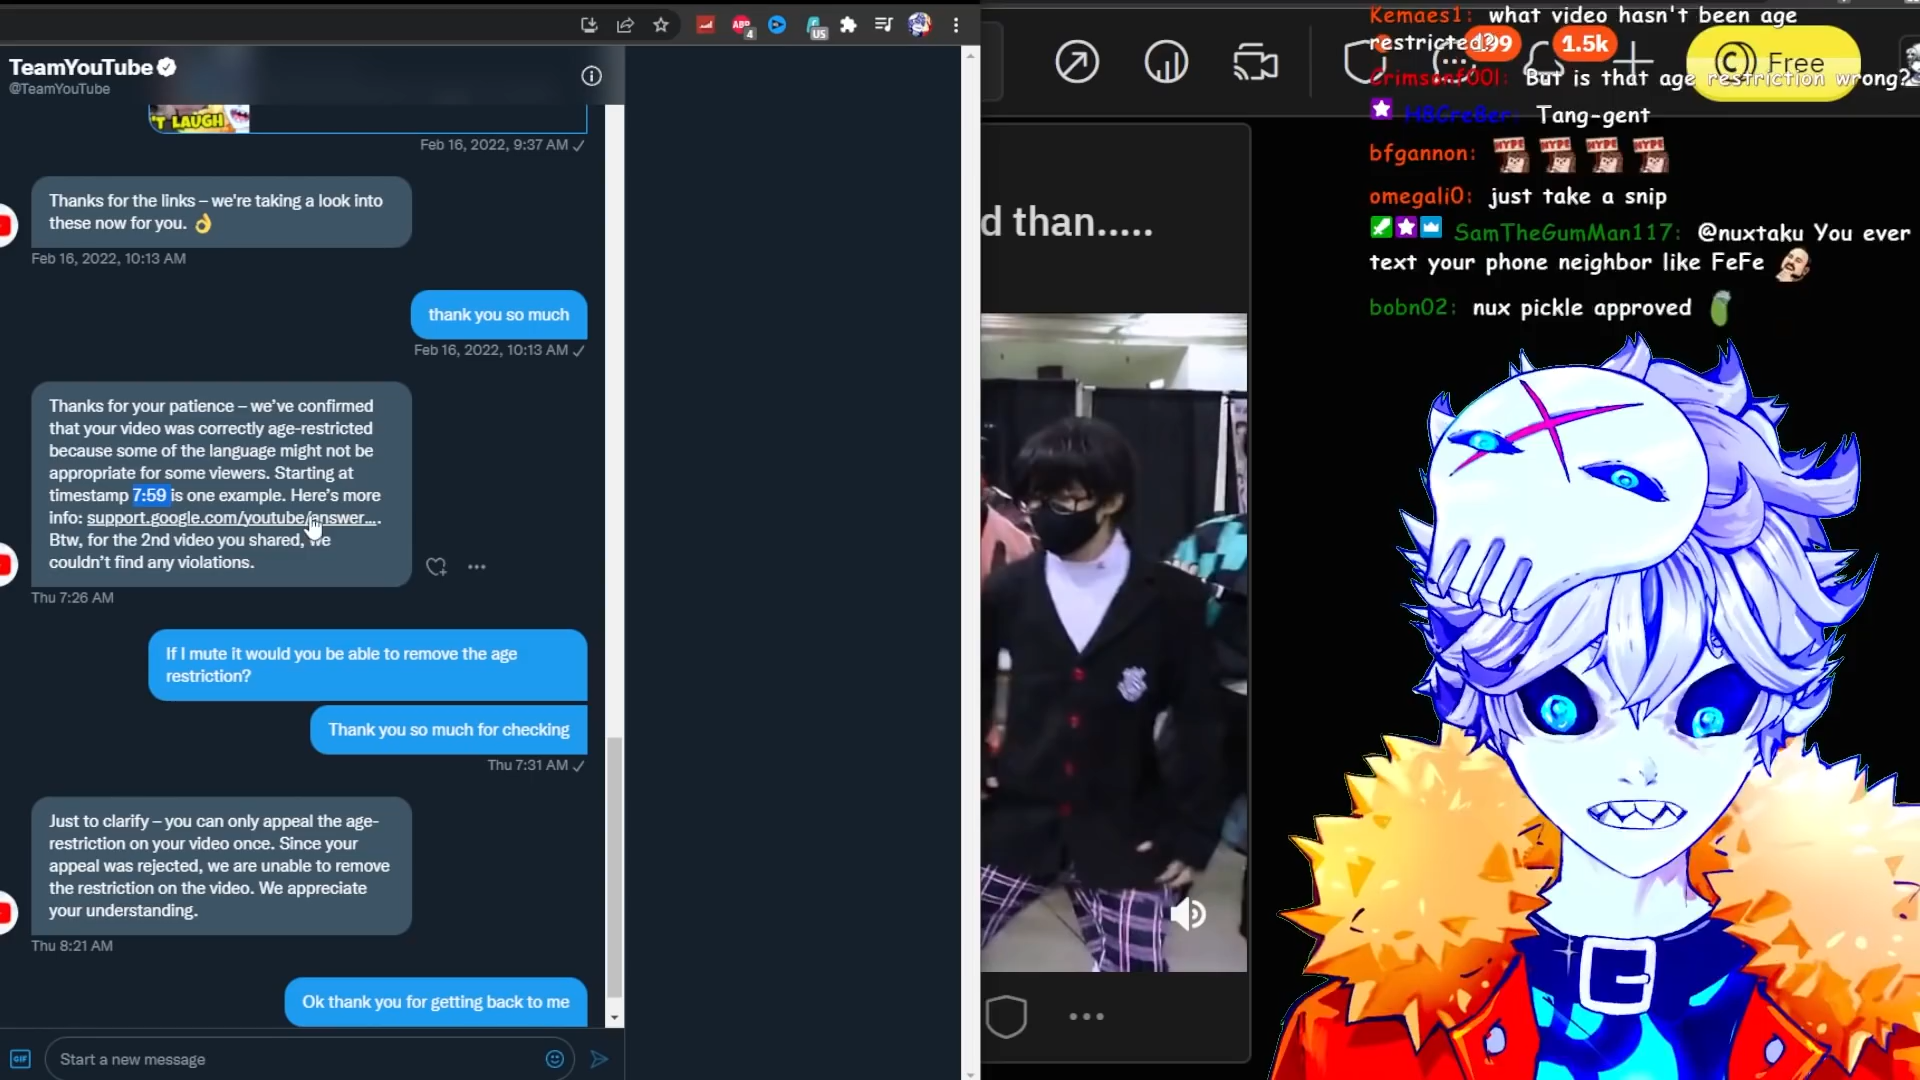 TeamYouTube
@TeamYouTube
'T LAUGH
Feb 16, 2022, 9:37 AM
Thanks for the links – we're taking a look into
these now for you. 👌
Feb 16, 2022, 10:13 AM
thank you so much
Feb 16, 2022, 10:13 AM
Thanks for your patience – we've confirmed
that your video was correctly age-restricted
because some of the language might not be
appropriate for some viewers. Starting at
timestamp 7:59 is one example. Here's more
info: support.google.com/youtube/answer….
Btw, for the 2nd video you shared, we
couldn't find any violations.
Thu 7:26 AM
If I mute it would you be able to remove the age
restriction?
Thank you so much for checking
Thu 7:31 AM
Just to clarify – you can only appeal the age-
restriction on your video once. Since your
appeal was rejected, we are unable to remove
the restriction on the video. We appreciate
your understanding.
Thu 8:21 AM
Ok thank you for getting back to me
GIF
Start a new message
ABP
4
US
d than.....
1.5k
Free
Kemaes1: what video hasn't been age
restricted?
But is that age restriction wrong?
H8CreBer: Tang-gent
bfgannon:
HYPE HYPE HYPE HYPE
omegali0: just take a snip
SamTheGumMan117: @nuxtaku You ever
text your phone neighbor like FeFe
bobn02: nux pickle approved